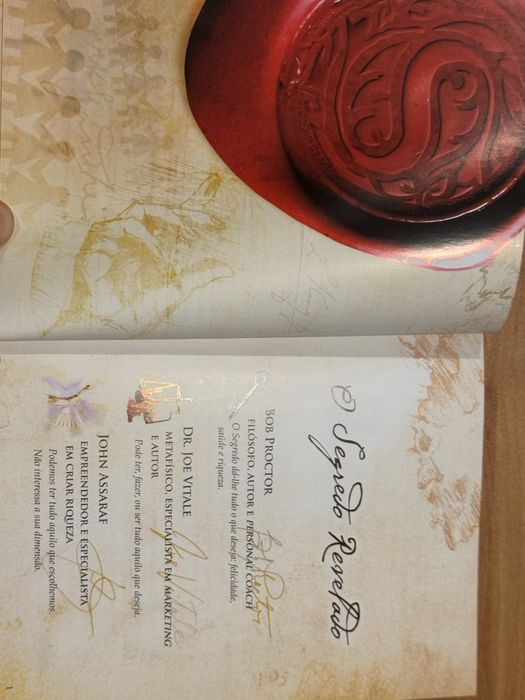 O Segredo Revelado
BOB PROCTOR
FILÓSOFO, AUTOR E PERSONAL COACH
O Segredo dá-lhe tudo o que deseja: felicidade,
saúde e riqueza.
DR. JOE VITALE
METAFÍSICO, ESPECIALISTA EM MARKETING
E AUTOR
Pode ter, fazer, ou ser tudo aquilo que deseja.
JOHN ASSARAF
EMPREENDEDOR E ESPECIALISTA
EM CRIAR RIQUEZA
Podemos ter tudo aquilo que escolhemos.
Não interessa a sua dimensão.
1